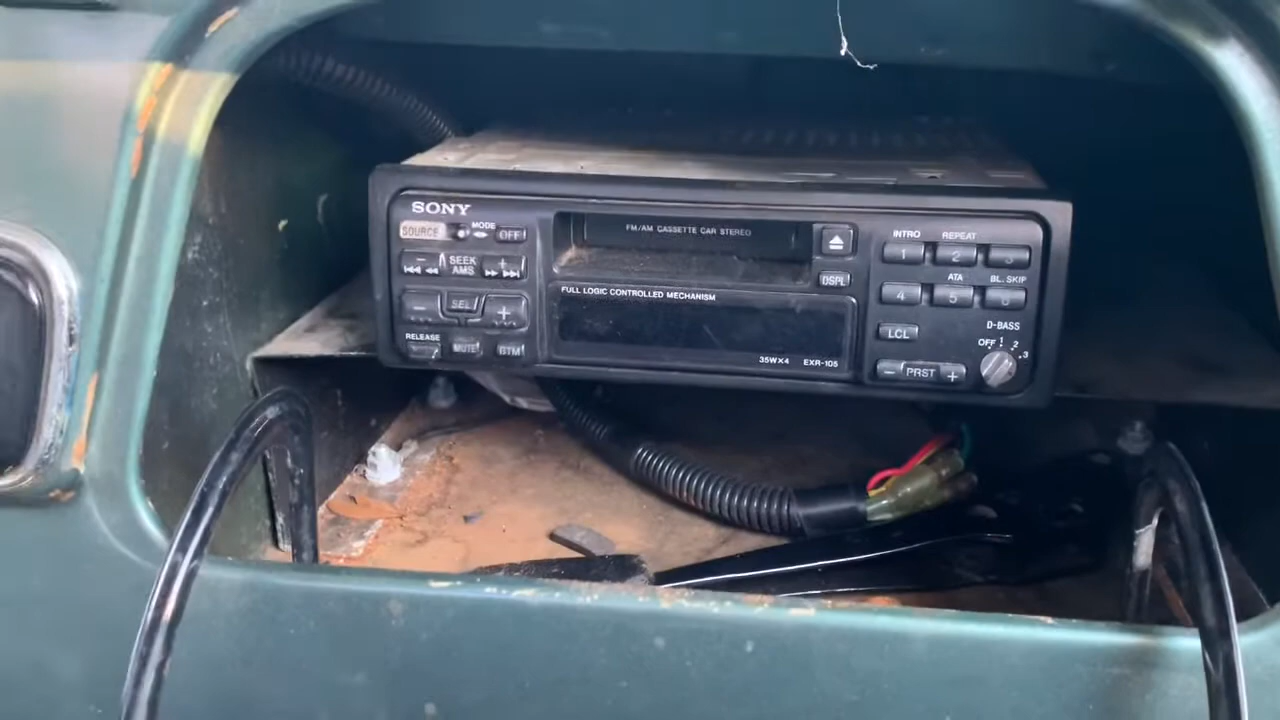 SONY
SOURCE
MODE
OFF
SEEK
AMS
− +
SEL
− +
RELEASE
MUTE
BTM
FM/AM CASSETTE CAR STEREO
DSPL
FULL LOGIC CONTROLLED MECHANISM
35W×4 EXR-105
INTRO REPEAT
1 2 3
ATA BL.SKIP
4 5 6
LCL
D-BASS
OFF 1 2 3
− PRST +